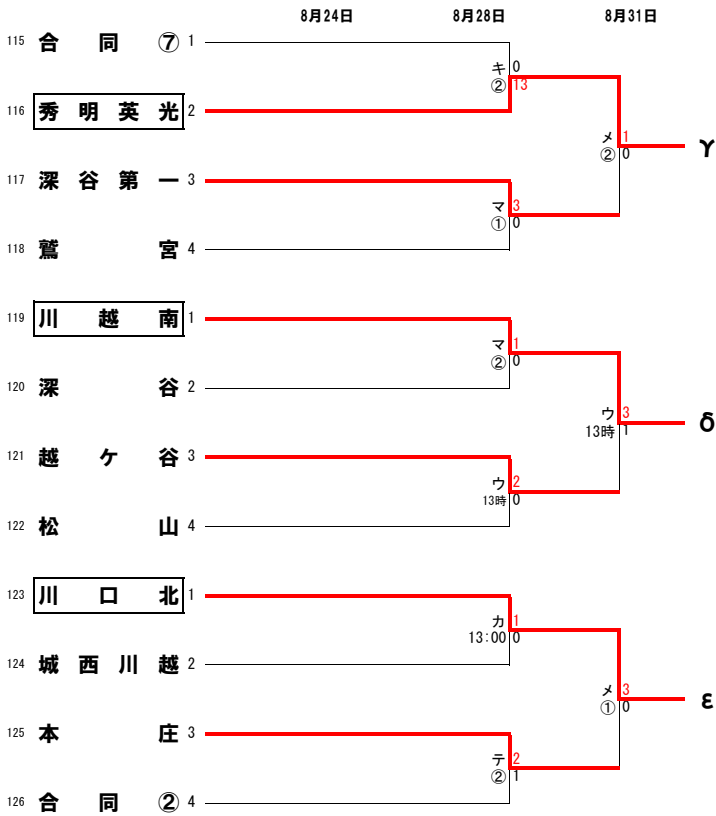 8月24日 8月28日 8月31日
115 合同⑦ 1
キ 0
② 13
116 秀明英光 2
メ 1
② 0
γ
117 深谷第一 3
マ 3
① 0
118 鷲宮 4
119 川越南 1
マ 1
② 0
120 深谷 2
ウ 3
13時 1
δ
121 越ケ谷 3
ウ 2
13時 0
122 松山 4
123 川口北 1
カ 1
13:00 0
124 城西川越 2
メ 3
① 0
ε
125 本庄 3
テ 2
② 1
126 合同② 4